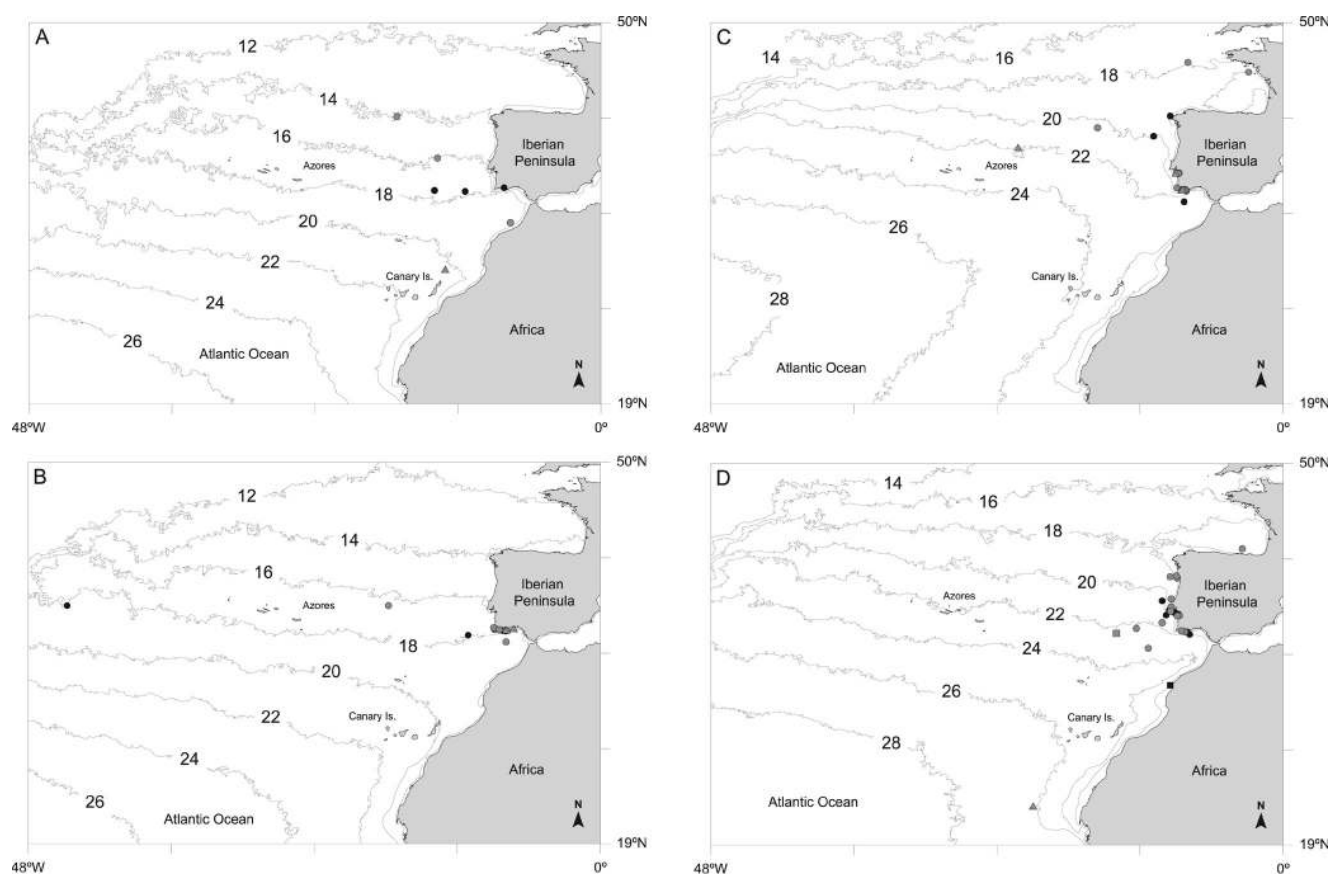 A
50ºN
12
14
16
Azores
Iberian
Peninsula
18
20
22
Canary Is.
24
26
Africa
Atlantic Ocean
N
19ºN
48ºW
0º
C
50ºN
14
16
18
20
Iberian
Peninsula
22
Azores
24
26
Canary Is.
28
Africa
Atlantic Ocean
N
19ºN
48ºW
0º
B
50ºN
12
14
16
Iberian
Peninsula
Azores
18
20
22
Canary Is.
24
26
Africa
Atlantic Ocean
N
19ºN
48ºW
0º
D
50ºN
14
16
18
20
Iberian
Peninsula
Azores
22
24
26
Canary Is.
28
Africa
Atlantic Ocean
N
19ºN
48ºW
0º